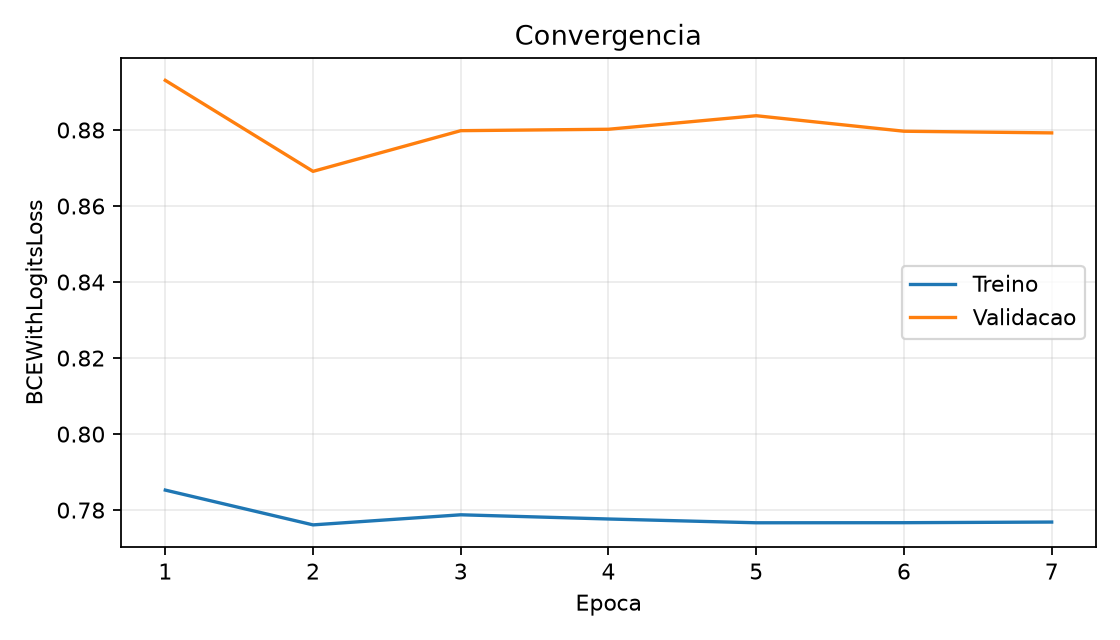 Convergencia
BCEWithLogitsLoss
0.88
0.86
0.84
0.82
0.80
0.78
Treino
Validacao
1 2 3 4 5 6 7
Epoca